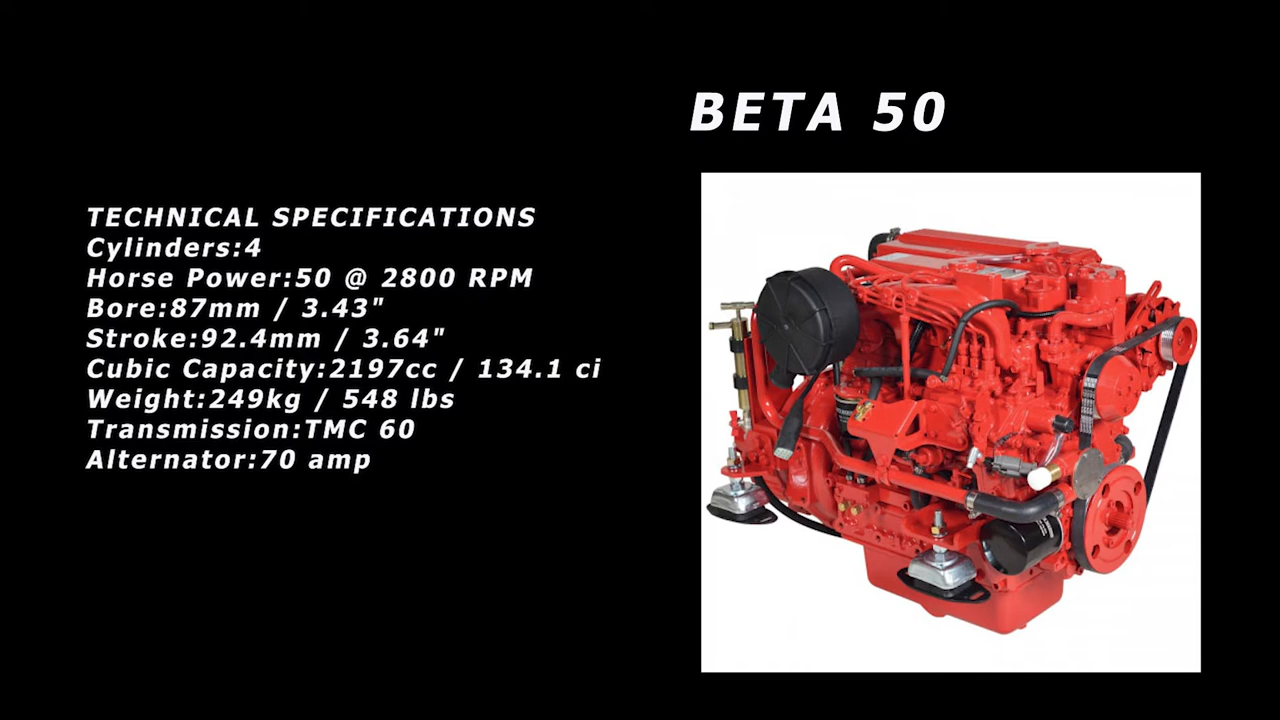 BETA 50
TECHNICAL SPECIFICATIONS
Cylinders:4
Horse Power:50 @ 2800 RPM
Bore:87mm / 3.43"
Stroke:92.4mm / 3.64"
Cubic Capacity:2197cc / 134.1 ci
Weight:249kg / 548 lbs
Transmission:TMC 60
Alternator:70 amp